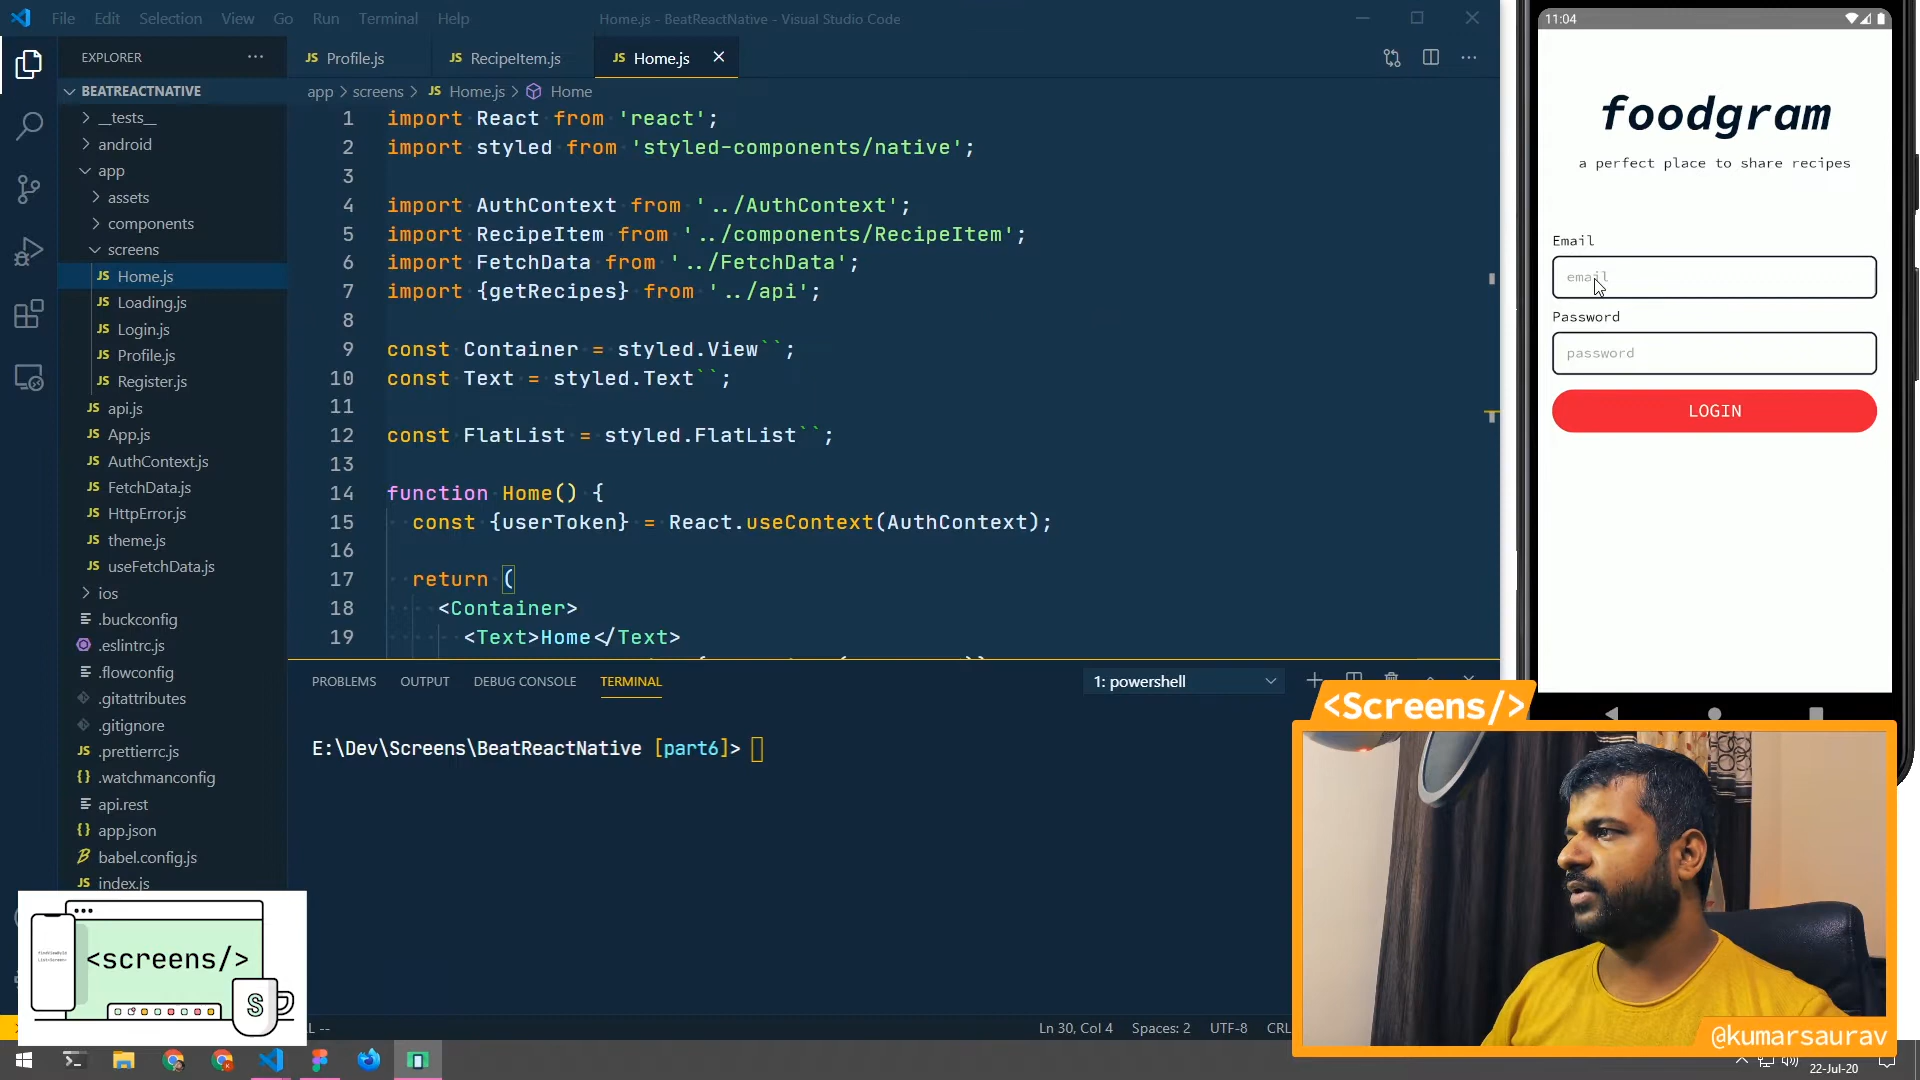 File Edit Selection View Go Run Terminal Help
Home.js - BeatReactNative - Visual Studio Code
EXPLORER
BEATREACTNATIVE
__tests__
android
app
assets
components
screens
JS Home.js
JS Loading.js
JS Login.js
JS Profile.js
JS Register.js
JS api.js
JS App.js
JS AuthContext.js
JS FetchData.js
JS HttpError.js
JS theme.js
JS useFetchData.js
ios
.buckconfig
.eslintrc.js
.flowconfig
.gitattributes
.gitignore
JS .prettierrc.js
{} .watchmanconfig
api.rest
{} app.json
babel.config.js
JS index.js
JS Profile.js
JS RecipeItem.js
JS Home.js
app > screens > JS Home.js > Home
1 import React from 'react';
2 import styled from 'styled-components/native';
3
4 import AuthContext from '../AuthContext';
5 import RecipeItem from '../components/RecipeItem';
6 import FetchData from '../FetchData';
7 import {getRecipes} from '../api';
8
9 const Container = styled.View``;
10 const Text = styled.Text``;
11
12 const FlatList = styled.FlatList``;
13
14 function Home() {
15 const {userToken} = React.useContext(AuthContext);
16
17 return (
18 <Container>
19 <Text>Home</Text>
PROBLEMS OUTPUT DEBUG CONSOLE TERMINAL
1: powershell
E:\Dev\Screens\BeatReactNative [part6]>
Ln 30, Col 4 Spaces: 2 UTF-8
11:04
foodgram
a perfect place to share recipes
Email
email
Password
password
LOGIN
<Screens/>
@kumarsaurav
<screens/>
S
22-Jul-20